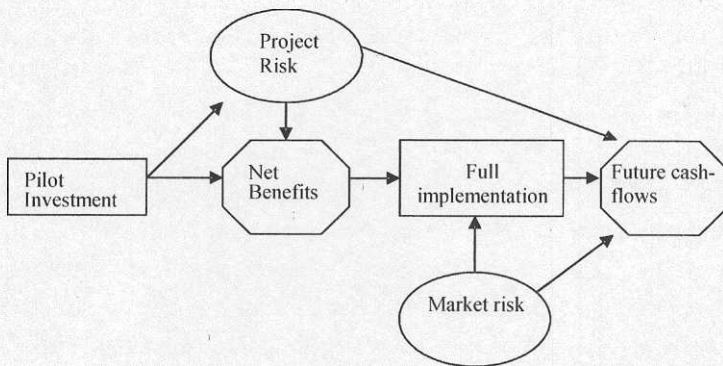 Project
Risk
Pilot
Investment
Net
Benefits
Full
implementation
Future cash-
flows
Market risk